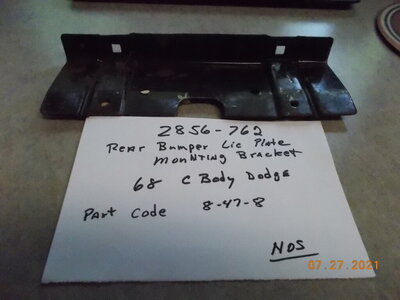 2856-762
Rear Bumper Lic Plate
Mounting Bracket
68 C Body Dodge
Part Code 8-47-8
NOS
07.27.2021